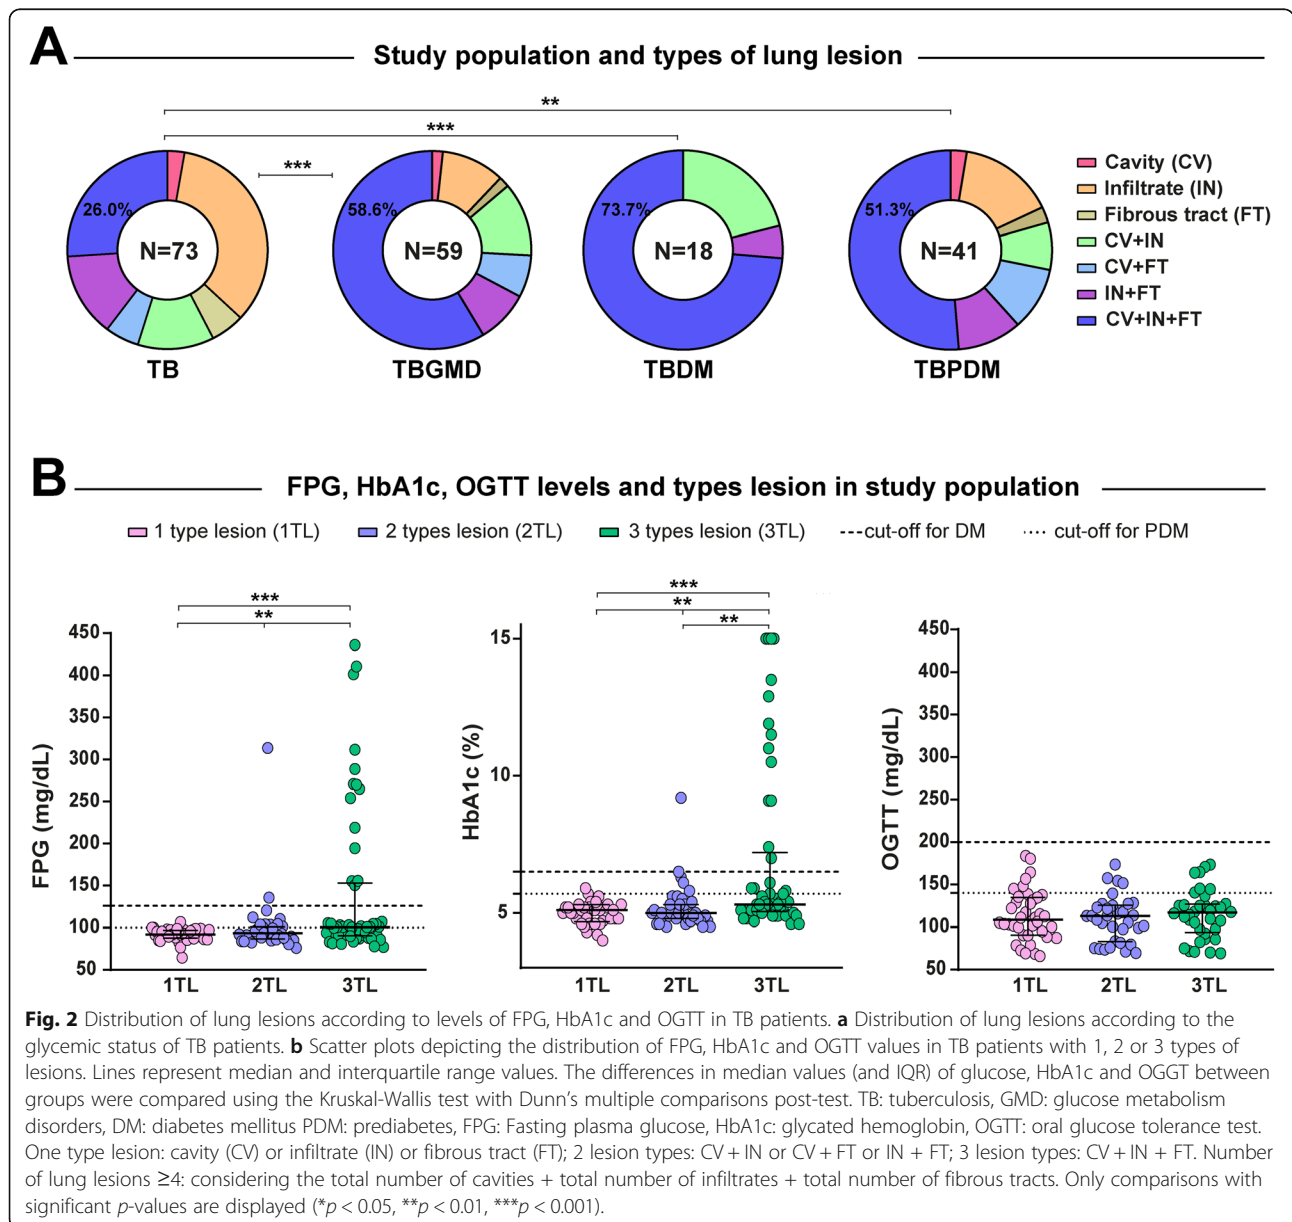 A
Study population and types of lung lesion
**
***
***
26.0%
N=73
TB
58.6%
N=59
TBGMD
73.7%
N=18
TBDM
51.3%
N=41
TBPDM
Cavity (CV)
Infiltrate (IN)
Fibrous tract (FT)
CV+IN
CV+FT
IN+FT
CV+IN+FT
B
FPG, HbA1c, OGTT levels and types lesion in study population
1 type lesion (1TL)
2 types lesion (2TL)
3 types lesion (3TL)
cut-off for DM
cut-off for PDM
***
**
FPG (mg/dL)
450
400
350
300
250
200
150
100
50
1TL
2TL
3TL
***
**
**
HbA1c (%)
15
10
5
1TL
2TL
3TL
OGTT (mg/dL)
450
400
350
300
250
200
150
100
50
1TL
2TL
3TL
Fig. 2 Distribution of lung lesions according to levels of FPG, HbA1c and OGTT in TB patients. a Distribution of lung lesions according to the
glycemic status of TB patients. b Scatter plots depicting the distribution of FPG, HbA1c and OGTT values in TB patients with 1, 2 or 3 types of
lesions. Lines represent median and interquartile range values. The differences in median values (and IQR) of glucose, HbA1c and OGGT between
groups were compared using the Kruskal-Wallis test with Dunn's multiple comparisons post-test. TB: tuberculosis, GMD: glucose metabolism
disorders, DM: diabetes mellitus PDM: prediabetes, FPG: Fasting plasma glucose, HbA1c: glycated hemoglobin, OGTT: oral glucose tolerance test.
One type lesion: cavity (CV) or infiltrate (IN) or fibrous tract (FT); 2 lesion types: CV + IN or CV + FT or IN + FT; 3 lesion types: CV + IN + FT. Number
of lung lesions ≥4: considering the total number of cavities + total number of infiltrates + total number of fibrous tracts. Only comparisons with
significant p-values are displayed (*p < 0.05, **p < 0.01, ***p < 0.001).